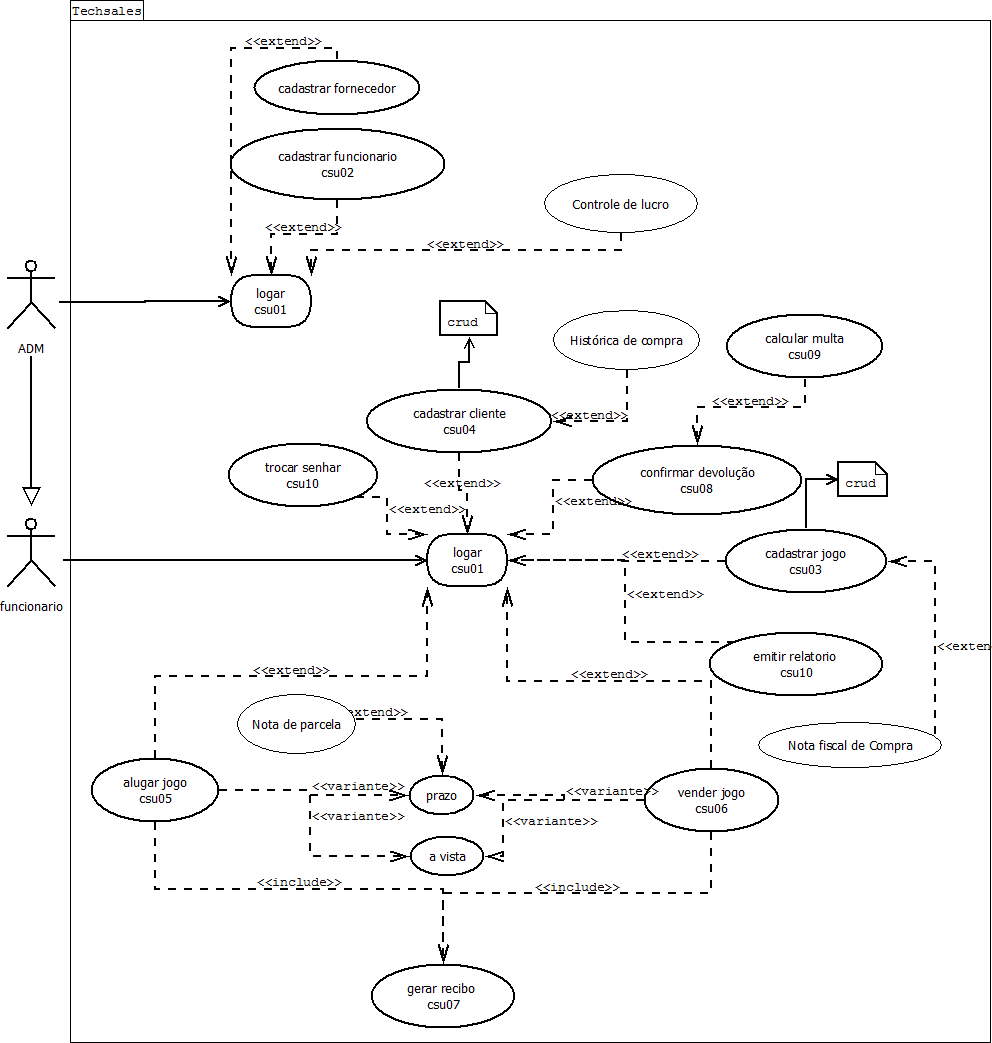 Techsales
<<extend>>
cadastrar fornecedor
cadastrar funcionario
csu02
<<extend>>
Controle de lucro
<<extend>>
logar
csu01
ADM
crud
Histórica de compra
calcular multa
csu09
<<extend>>
cadastrar cliente
csu04
<<extend>>
trocar senhar
csu10
<<extend>>
confirmar devolução
csu08
crud
<<extend>>
<<extend>>
logar
csu01
<<extend>>
cadastrar jogo
csu03
funcionario
<<extend>>
<<exten
emitir relatorio
csu10
<<extend>>
<<extend>>
Nota de parcela
extend>>
Nota fiscal de Compra
alugar jogo
csu05
<<variante>>
prazo
<<variante>>
vender jogo
csu06
<<variante>>
<<variante>>
a vista
<<include>>
<<include>>
gerar recibo
csu07